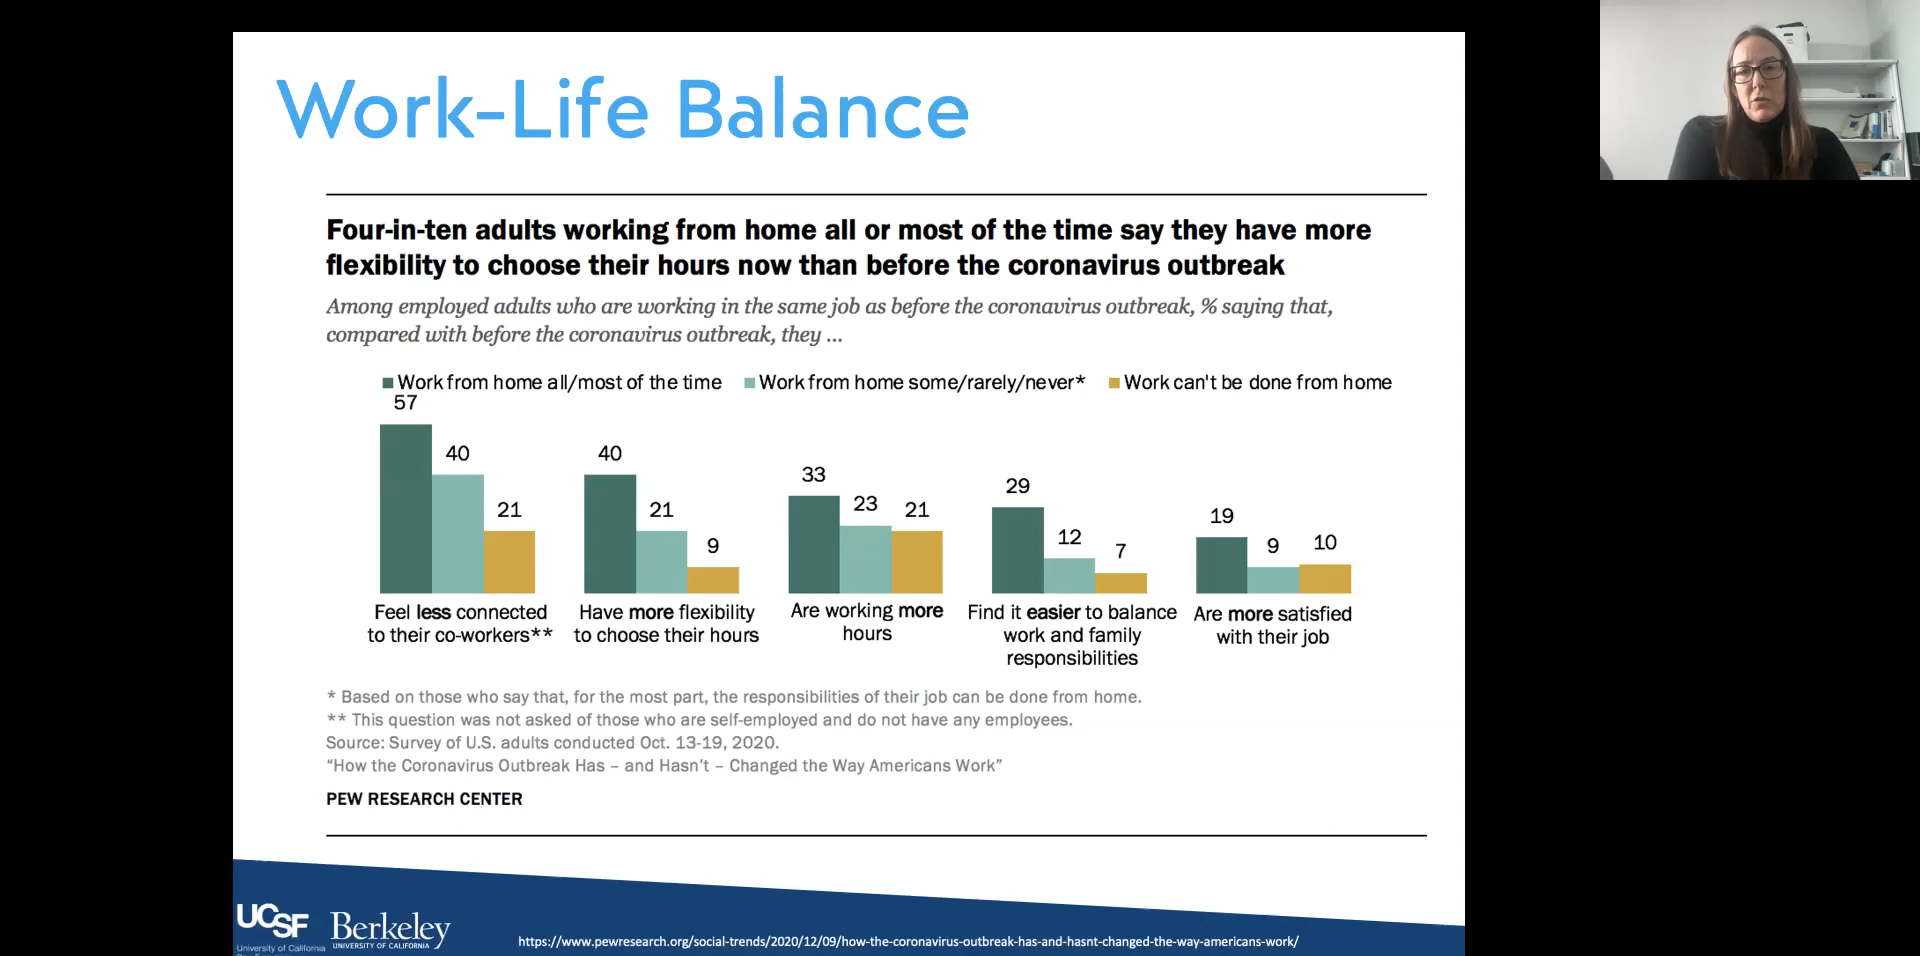 Work-Life Balance
Four-in-ten adults working from home all or most of the time say they have more
flexibility to choose their hours now than before the coronavirus outbreak
Among employed adults who are working in the same job as before the coronavirus outbreak, % saying that,
compared with before the coronavirus outbreak, they ...
Work from home all/most of the time Work from home some/rarely/never* Work can't be done from home
57 40 21
40 21 9
33 23 21
29 12 7
19 9 10
Feel less connected
to their co-workers**
Have more flexibility
to choose their hours
Are working more
hours
Find it easier to balance
work and family
responsibilities
Are more satisfied
with their job
* Based on those who say that, for the most part, the responsibilities of their job can be done from home.
** This question was not asked of those who are self-employed and do not have any employees.
Source: Survey of U.S. adults conducted Oct. 13-19, 2020.
“How the Coronavirus Outbreak Has – and Hasn’t – Changed the Way Americans Work”
PEW RESEARCH CENTER
UCSF
University of California
Berkeley
UNIVERSITY OF CALIFORNIA
https://www.pewresearch.org/social-trends/2020/12/09/how-the-coronavirus-outbreak-has-and-hasnt-changed-the-way-americans-work/